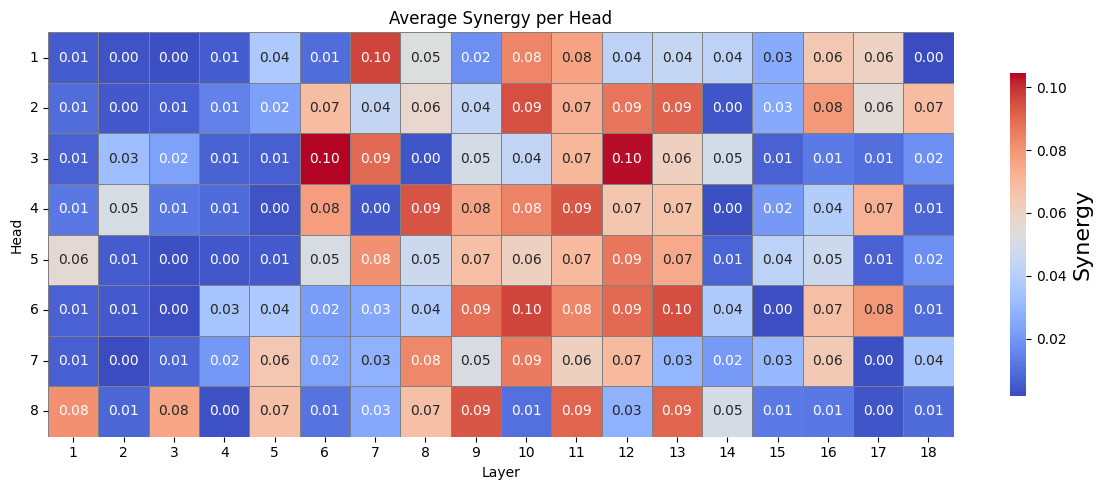 Average Synergy per Head
1 0.01 0.00 0.00 0.01 0.04 0.01 0.10 0.05 0.02 0.08 0.08 0.04 0.04 0.04 0.03 0.06 0.06 0.00
2 0.01 0.00 0.01 0.01 0.02 0.07 0.04 0.06 0.04 0.09 0.07 0.09 0.09 0.00 0.03 0.08 0.06 0.07
3 0.01 0.03 0.02 0.01 0.01 0.10 0.09 0.00 0.05 0.04 0.07 0.10 0.06 0.05 0.01 0.01 0.01 0.02
4 0.01 0.05 0.01 0.01 0.00 0.08 0.00 0.09 0.08 0.08 0.09 0.07 0.07 0.00 0.02 0.04 0.07 0.01
5 0.06 0.01 0.00 0.00 0.01 0.05 0.08 0.05 0.07 0.06 0.07 0.09 0.07 0.01 0.04 0.05 0.01 0.02
6 0.01 0.01 0.00 0.03 0.04 0.02 0.03 0.04 0.09 0.10 0.08 0.09 0.10 0.04 0.00 0.07 0.08 0.01
7 0.01 0.00 0.01 0.02 0.06 0.02 0.03 0.08 0.05 0.09 0.06 0.07 0.03 0.02 0.03 0.06 0.00 0.04
8 0.08 0.01 0.08 0.00 0.07 0.01 0.03 0.07 0.09 0.01 0.09 0.03 0.09 0.05 0.01 0.01 0.00 0.01
1 2 3 4 5 6 7 8 9 10 11 12 13 14 15 16 17 18
Layer
Head
0.10
0.08
0.06
0.04
0.02
Synergy